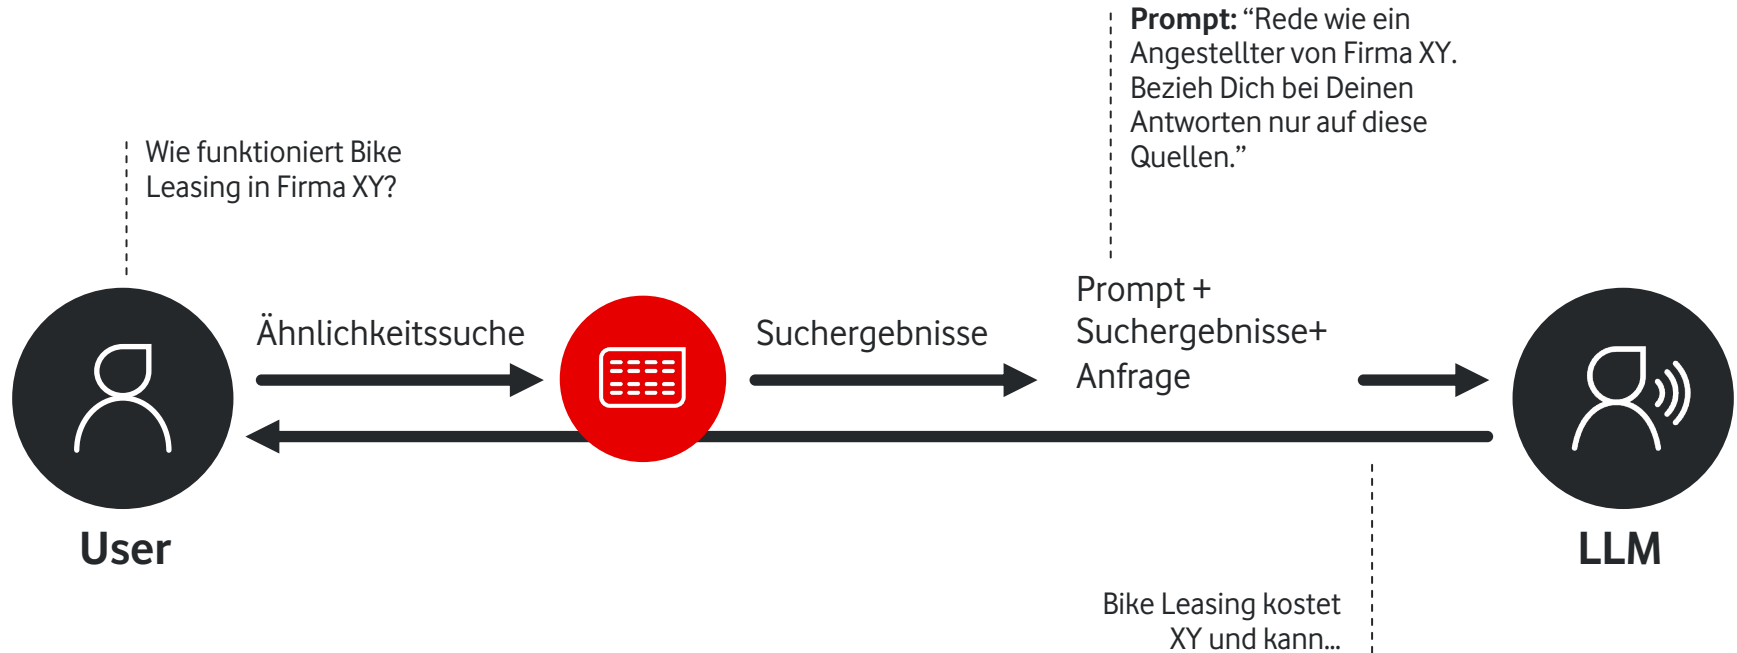 Prompt: “Rede wie ein
Angestellter von Firma XY.
Bezieh Dich bei Deinen
Antworten nur auf diese
Quellen.”
Wie funktioniert Bike
Leasing in Firma XY?
Ähnlichkeitssuche
Suchergebnisse
Prompt +
Suchergebnisse+
Anfrage
User
LLM
Bike Leasing kostet
XY und kann...